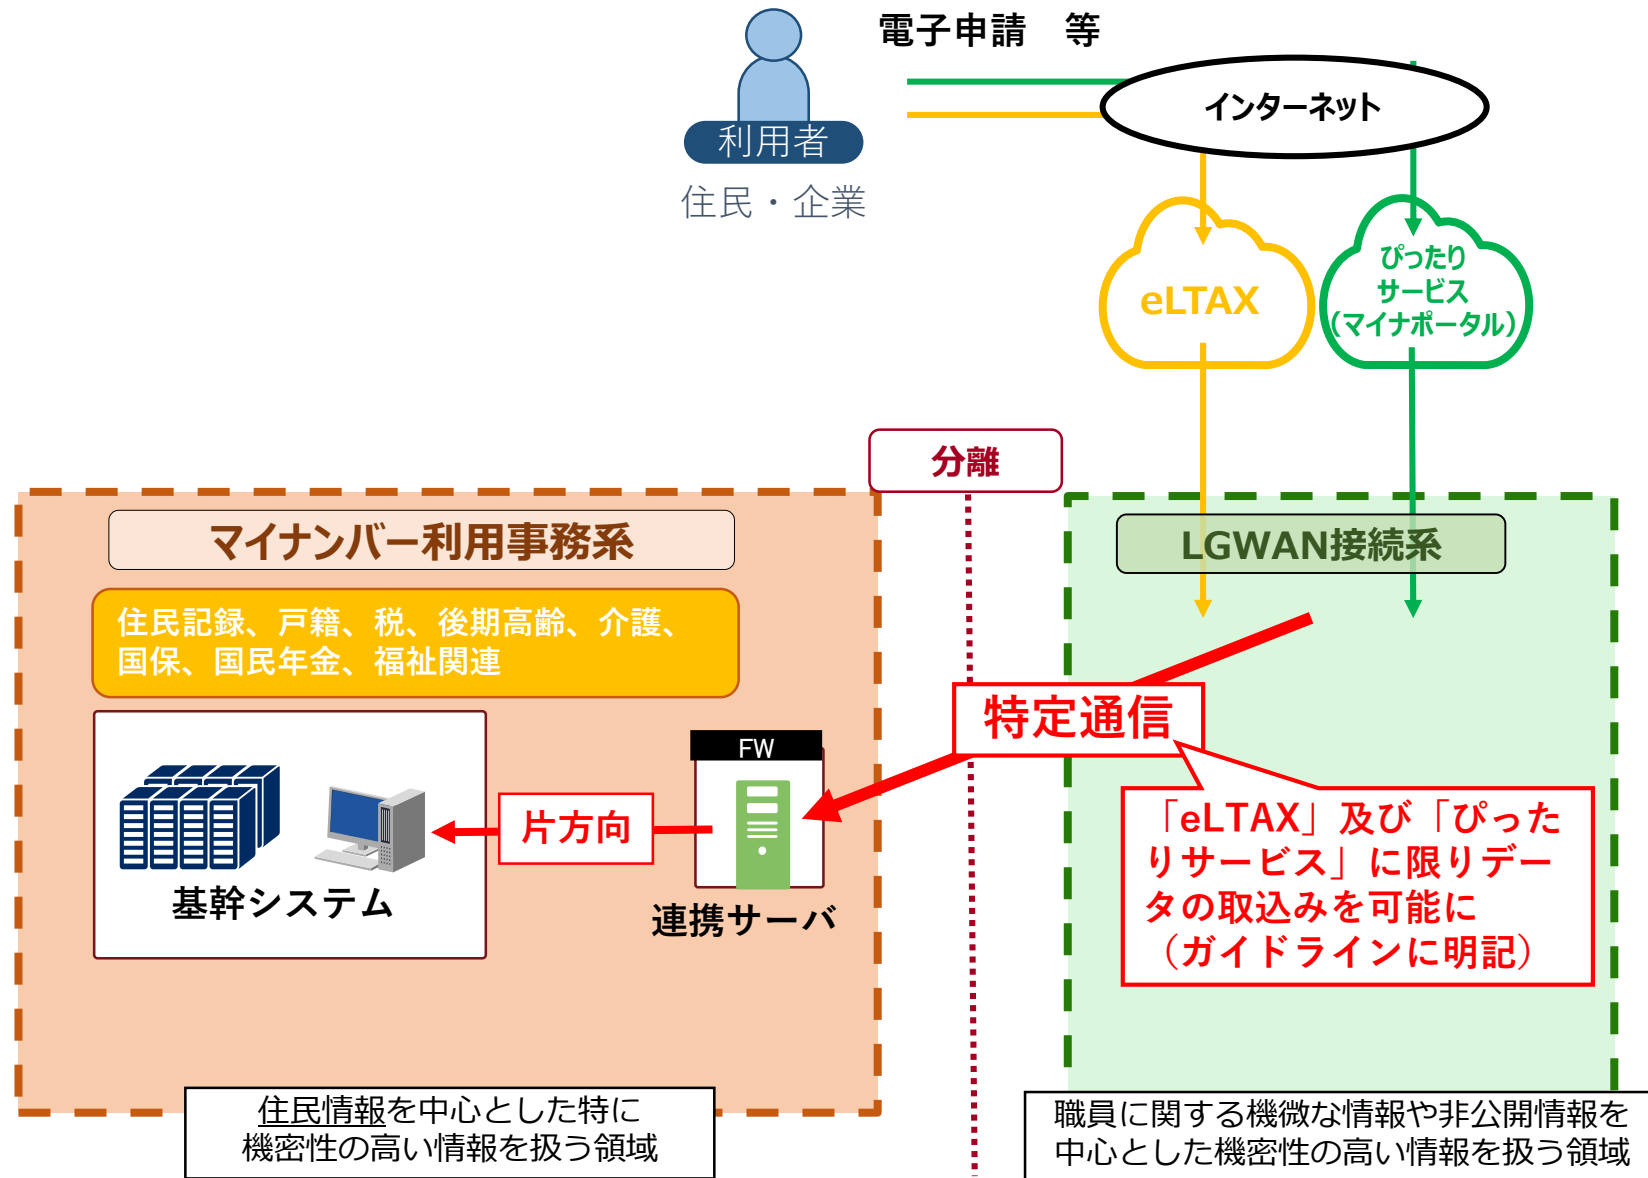 電子申請　等
インターネット
利用者
住民・企業
eLTAX
ぴったり
サービス
（マイナポータル）
分離
マイナンバー利用事務系
LGWAN接続系
住民記録、戸籍、税、後期高齢、介護、
国保、国民年金、福祉関連
特定通信
FW
片方向
「eLTAX」及び「ぴった
りサービス」に限りデー
タの取込みを可能に
（ガイドラインに明記）
基幹システム
連携サーバ
住民情報を中心とした特に
機密性の高い情報を扱う領域
職員に関する機微な情報や非公開情報を
中心とした機密性の高い情報を扱う領域